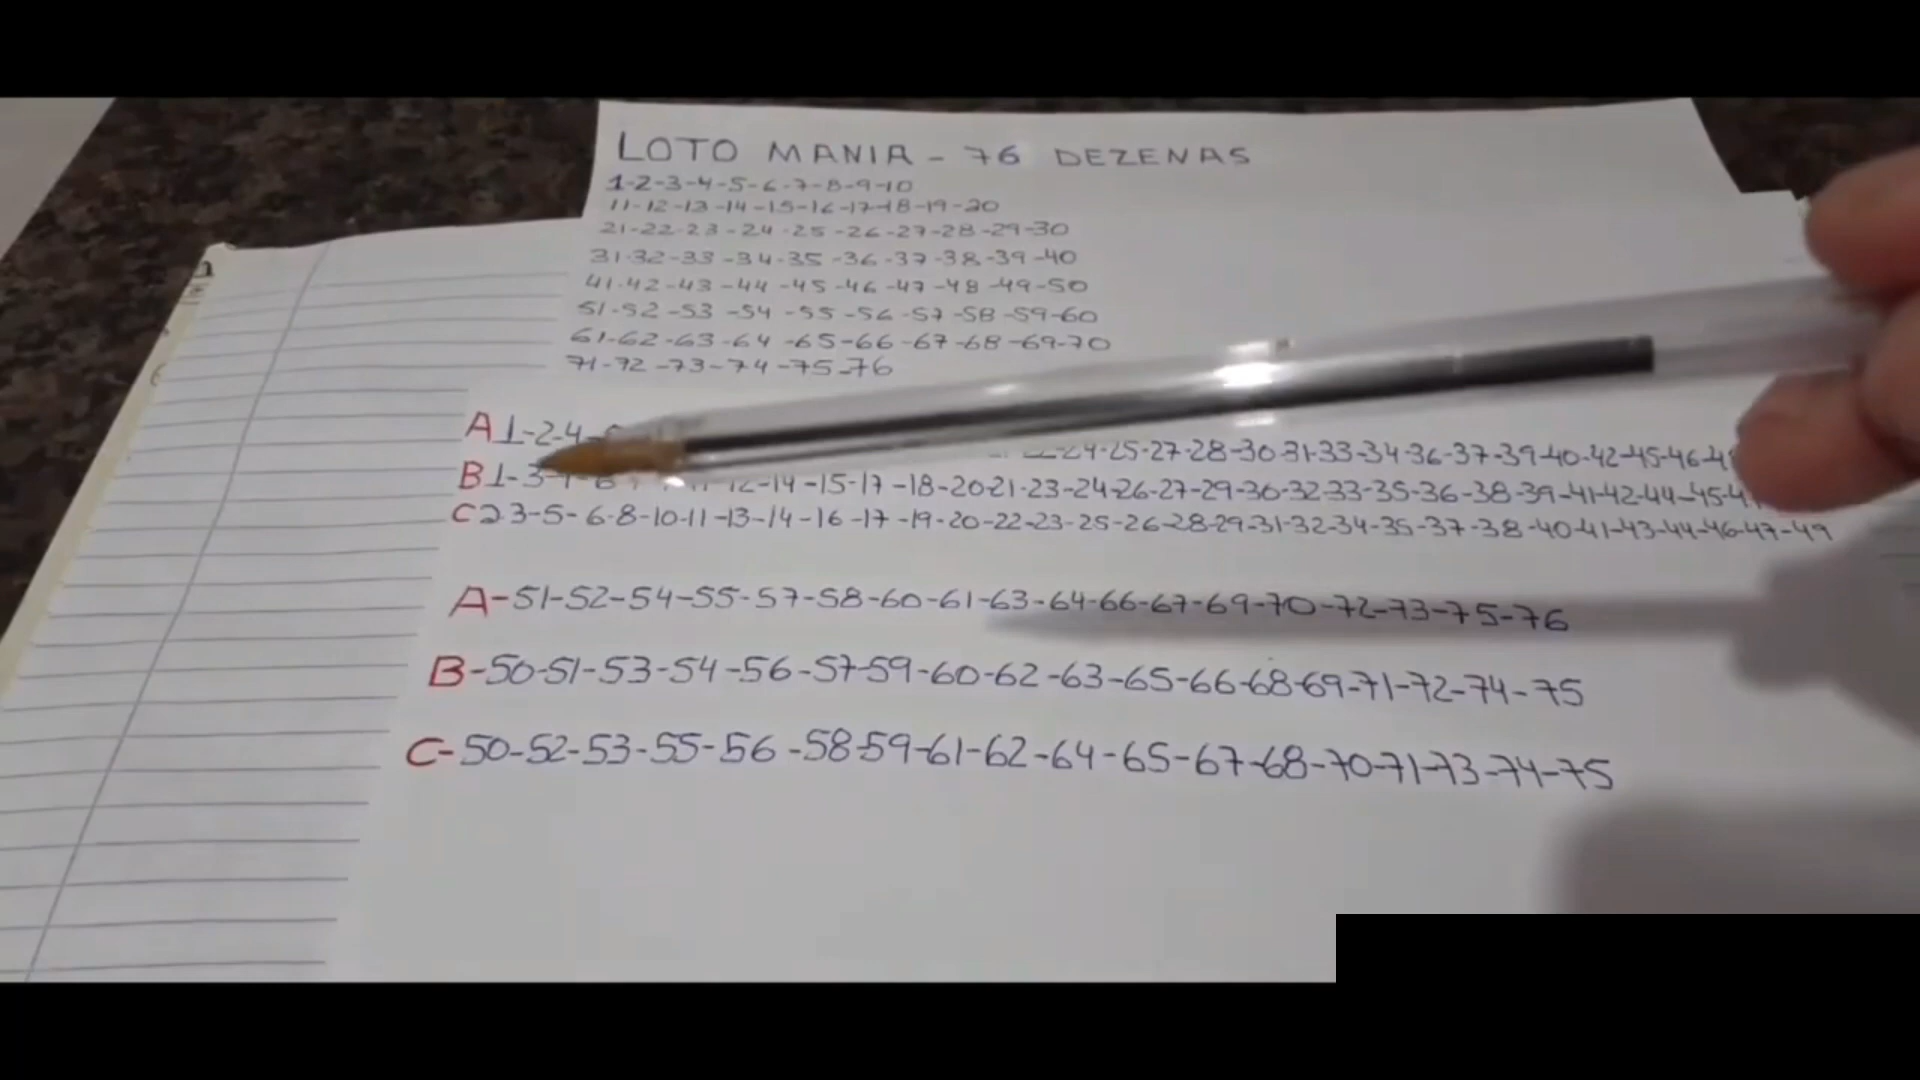 LOTO MANIA - 76 DEZENAS
1-2-3-4-5-6-7-8-9-10
11-12-13-14-15-16-17-18-19-20
21-22-23-24-25-26-27-28-29-30
31-32-33-34-35-36-37-38-39-40
41-42-43-44-45-46-47-48-49-50
51-52-53-54-55-56-57-58-59-60
61-62-63-64-65-66-67-68-69-70
71-72-73-74-75-76
A 1-2-4- 24-25-27-28-30-31-33-34-36-37-39-40-42-45-46-
B 1-3- 12-14-15-17-18-20-21-23-24-26-27-29-30-32-33-35-36-38-39-41-42-44-45-
C 2-3-5-6-8-10-11-13-14-16-17-19-20-22-23-25-26-28-29-31-32-34-35-37-38-40-41-43-44-46-47-49
A-51-52-54-55-57-58-60-61-63-64-66-67-69-70-72-73-75-76
B-50-51-53-54-56-57-59-60-62-63-65-66-68-69-71-72-74-75
C-50-52-53-55-56-58-59-61-62-64-65-67-68-70-71-73-74-75